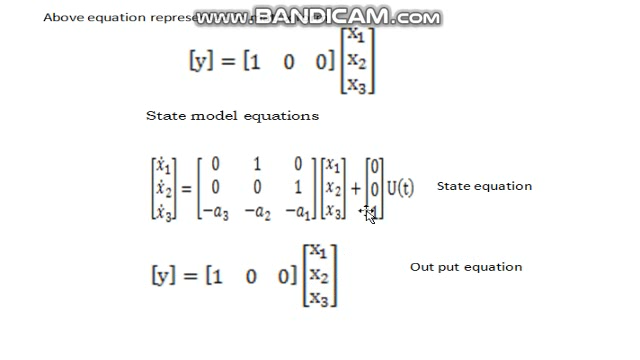 Above equation repres
www.BANDICAM.com
[y] = [1 0 0] [x₁
x₂
x₃]
State model equations
[ẋ₁ [0 1 0 [x₁ [0
ẋ₂ = 0 0 1 x₂ + 0 U(t) State equation
ẋ₃] −a₃ −a₂ −a₁] x₃] 1]
[y] = [1 0 0] [x₁
x₂ Out put equation
x₃]